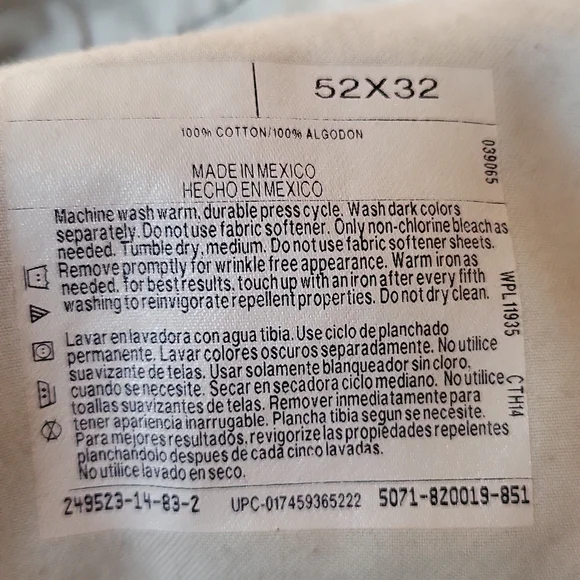 52X32
100% COTTON/100% ALGODON
MADE IN MEXICO
HECHO EN MEXICO
039065
Machine wash warm, durable press cycle. Wash dark colors
separately. Do not use fabric softener. Only non-chlorine bleach as
needed. Tumble dry, medium. Do not use fabric softener sheets.
Remove promptly for wrinkle free appearance. Warm iron as
needed. for best results, touch up with an iron after every fifth
washing to reinvigorate repellent properties. Do not dry clean.
WPL 11935
Lavar en lavadora con agua tibia. Use ciclo de planchado
permanente. Lavar colores oscuros separadamente. No utilice
suavizante de telas. Usar solamente blanqueador sin cloro,
cuando se necesite. Secar en secadora ciclo mediano. No utilice
toallas suavizantes de telas. Remover inmediatamente para
tener apariencia inarrugable. Plancha tibia segun se necesite.
Para mejores resultados, revigorize las propiedades repelentes
planchandolo despues de cada cinco lavadas.
No utilice lavado en seco.
CTH14
249523-14-83-2
UPC-017459365222
5071-820019-851